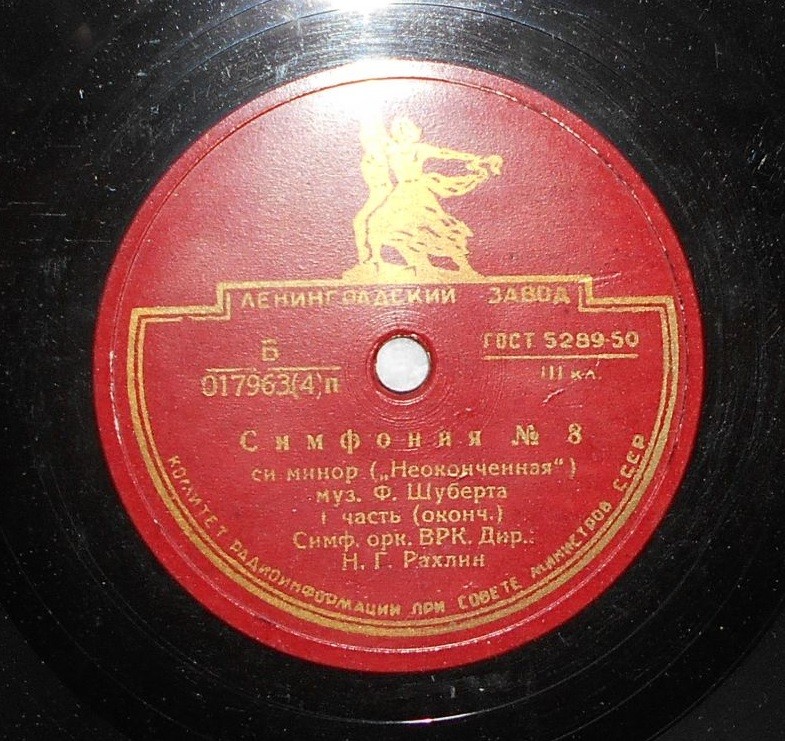 ЛЕНИНГРАДСКИЙ ЗАВОД
Б
017963(4)п
ГОСТ 5289-50
III кл.
Симфония № 8
си минор („Неоконченная“)
муз. Ф. Шуберта
I часть (оконч.)
Симф. орк. ВРК. Дир.:
Н. Г. Рахлин
КОМИТЕТ РАДИОИНФОРМАЦИИ ПРИ СОВЕТЕ МИНИСТРОВ СССР